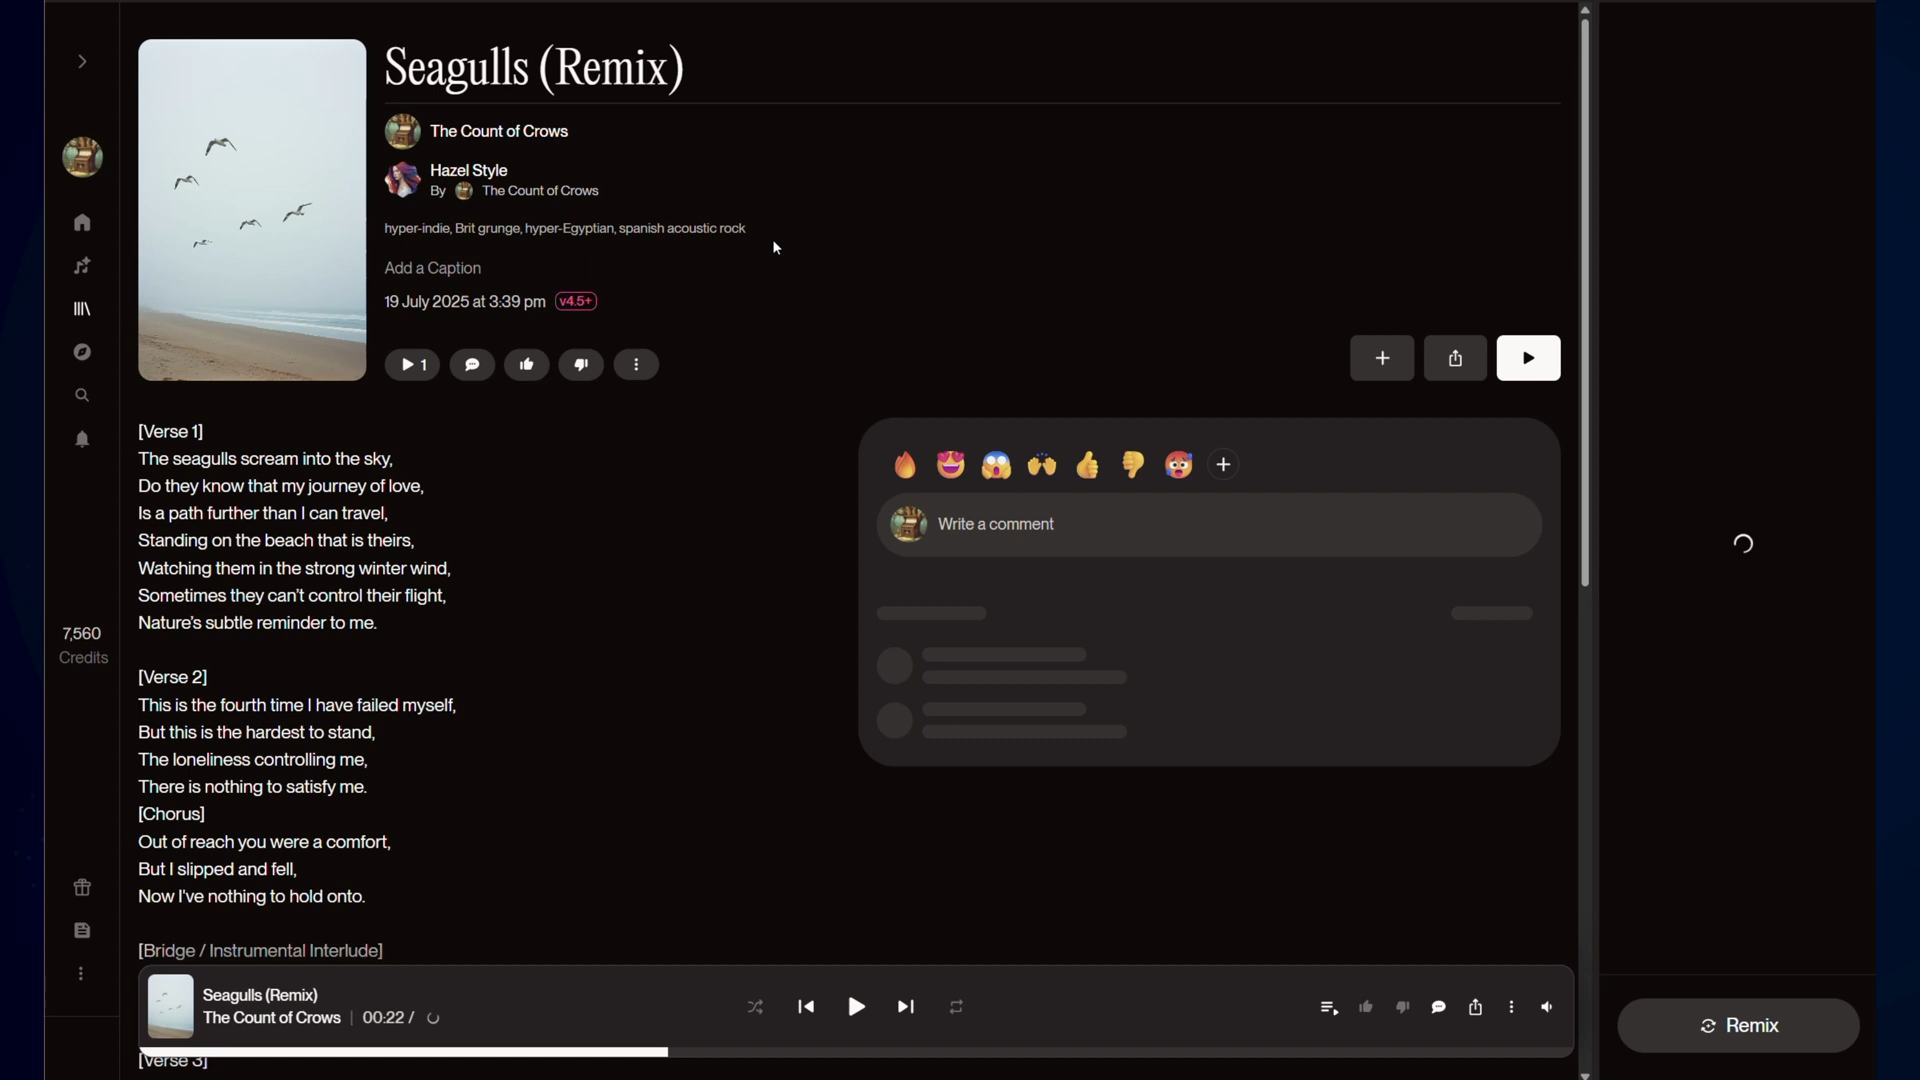 Seagulls (Remix)
The Count of Crows
Hazel Style
By The Count of Crows
hyper-indie, Brit grunge, hyper-Egyptian, spanish acoustic rock
Add a Caption
19 July 2025 at 3:39 pm v4.5+
1
[Verse 1]
The seagulls scream into the sky,
Do they know that my journey of love,
Is a path further than I can travel,
Standing on the beach that is theirs,
Watching them in the strong winter wind,
Sometimes they can’t control their flight,
Nature’s subtle reminder to me.
[Verse 2]
This is the fourth time I have failed myself,
But this is the hardest to stand,
The loneliness controlling me,
There is nothing to satisfy me.
[Chorus]
Out of reach you were a comfort,
But I slipped and fell,
Now I've nothing to hold onto.
[Bridge / Instrumental Interlude]
[Verse 3]
Write a comment
7,560
Credits
Seagulls (Remix)
The Count of Crows | 00:22 /
Remix